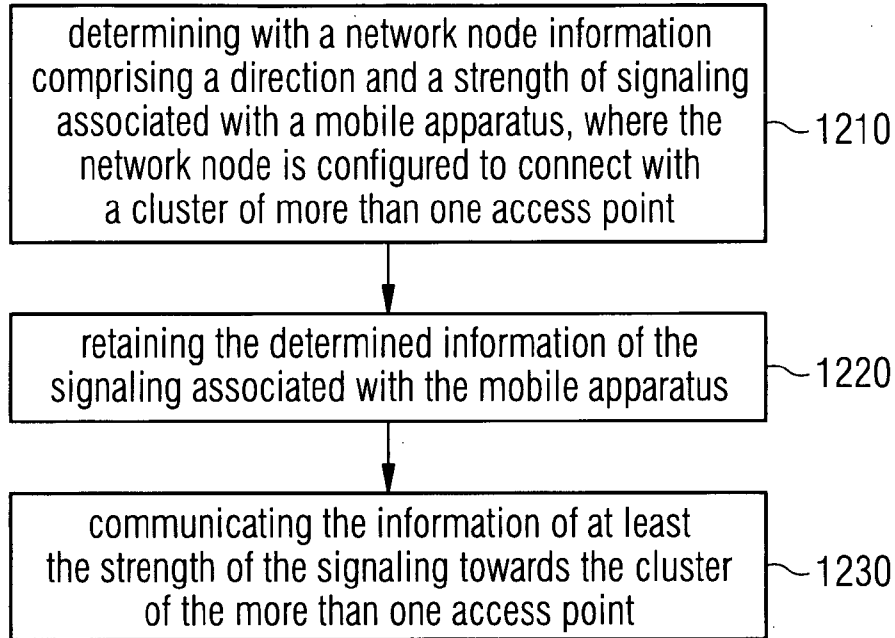 determining with a network node information
comprising a direction and a strength of signaling
associated with a mobile apparatus, where the
network node is configured to connect with
a cluster of more than one access point
1210
retaining the determined information of the
signaling associated with the mobile apparatus
1220
communicating the information of at least
the strength of the signaling towards the cluster
of the more than one access point
1230